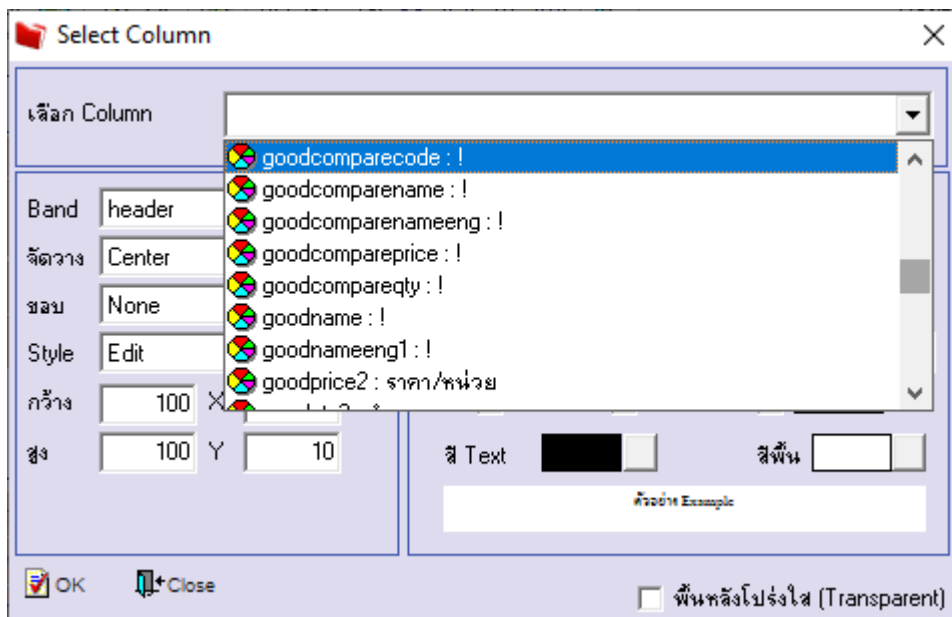 Select Column
เลือก Column
goodcomparecode : !
goodcomparename : !
goodcomparenameeng : !
goodcompareprice : !
goodcompareqty : !
goodname : !
goodnameeng1 : !
goodprice2 : ราคา/หน่วย
Band header
จัดวาง Center
ขอบ None
Style Edit
กว้าง 100 X
สูง 100 Y 10
สี Text
สีพื้น
ตัวอย่าง Example
OK
Close
พื้นหลังโปร่งใส (Transparent)